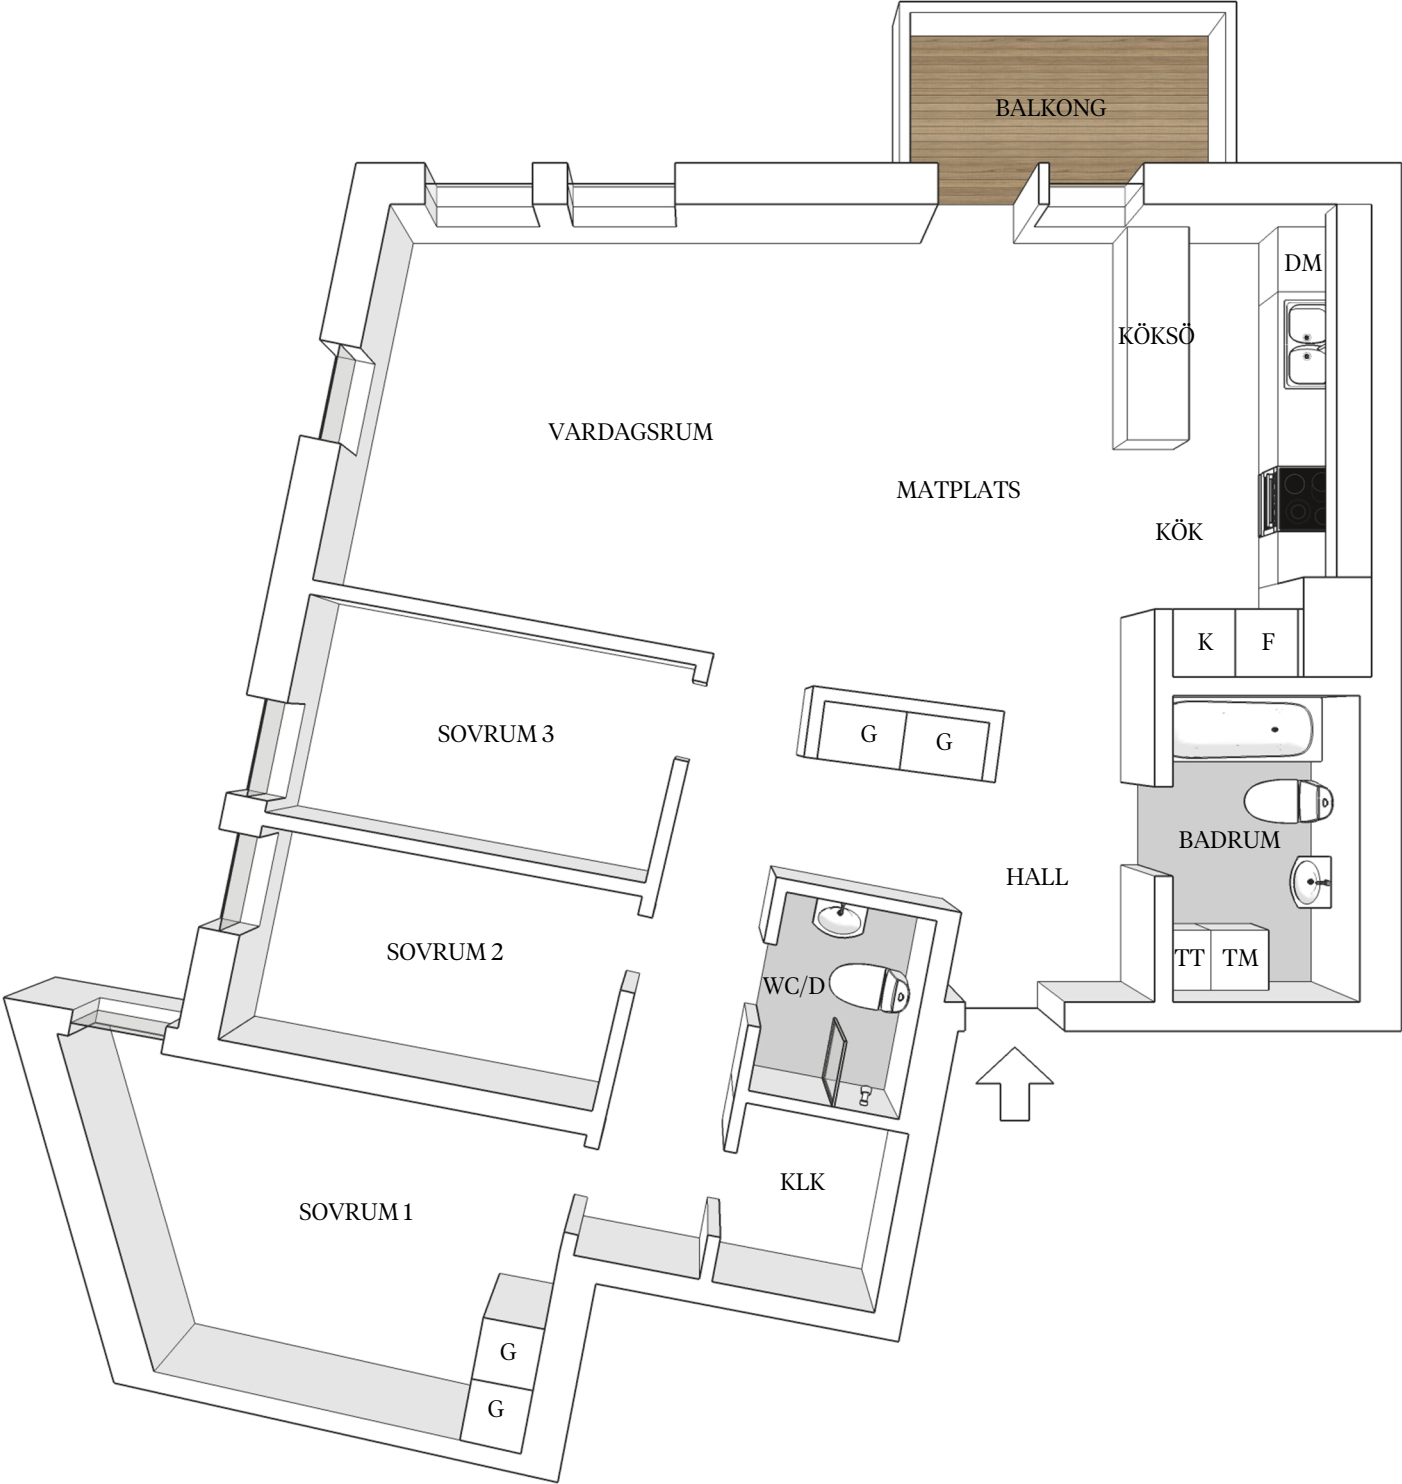 BALKONG
DM
KÖKSÖ
VARDAGSRUM
MATPLATS
KÖK
K
F
SOVRUM 3
G
G
BADRUM
HALL
SOVRUM 2
TT
TM
WC/D
KLK
SOVRUM 1
G
G